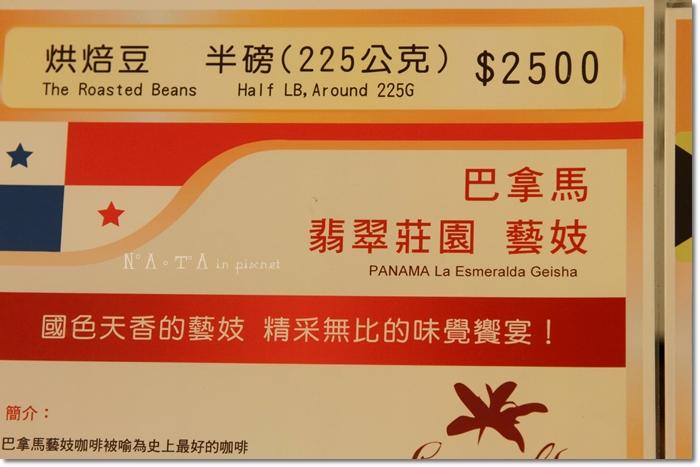 烘焙豆 半磅(225公克) $2500
The Roasted Beans Half LB,Around 225G
巴拿馬
翡翠莊園 藝妓
PANAMA La Esmeralda Geisha
N°A。T°A in pixnet
國色天香的藝妓 精采無比的味覺饗宴！
簡介：
巴拿馬藝妓咖啡被喻為史上最好的咖啡